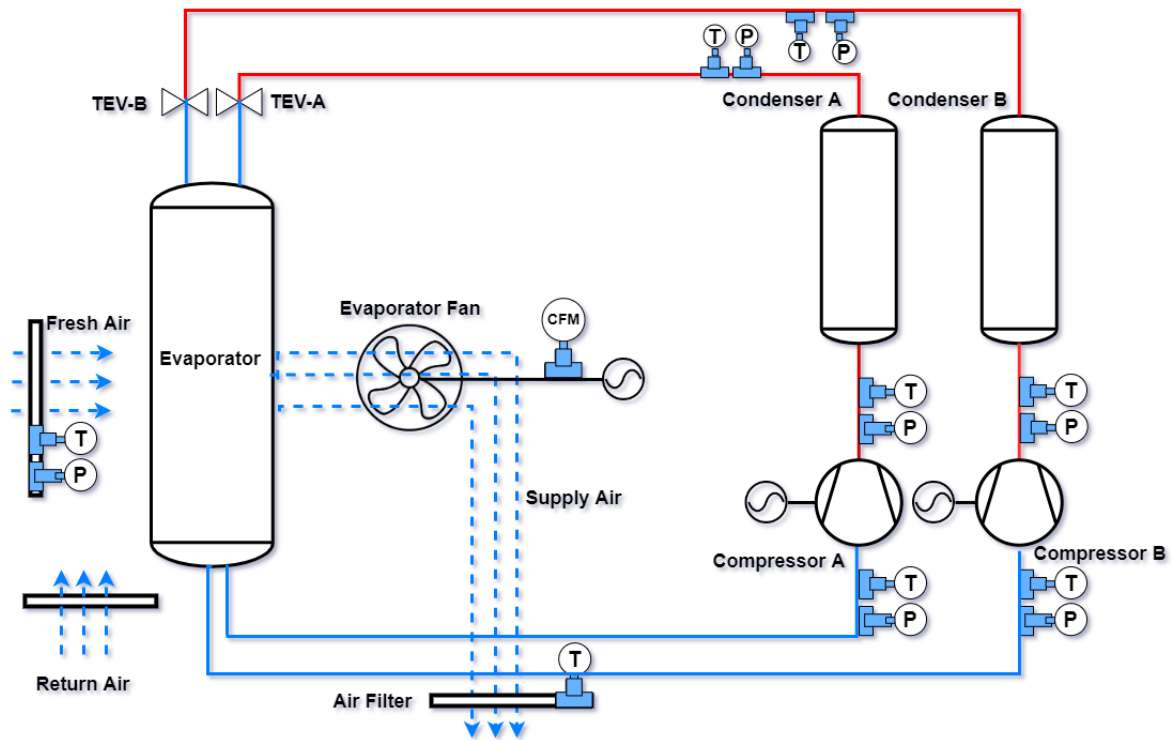 T
P
T
P
TEV-B
TEV-A
Condenser A
Condenser B
Evaporator Fan
CFM
Fresh Air
Evaporator
T
P
T
P
T
P
Supply Air
Compressor A
Compressor B
T
P
T
P
Return Air
Air Filter
T